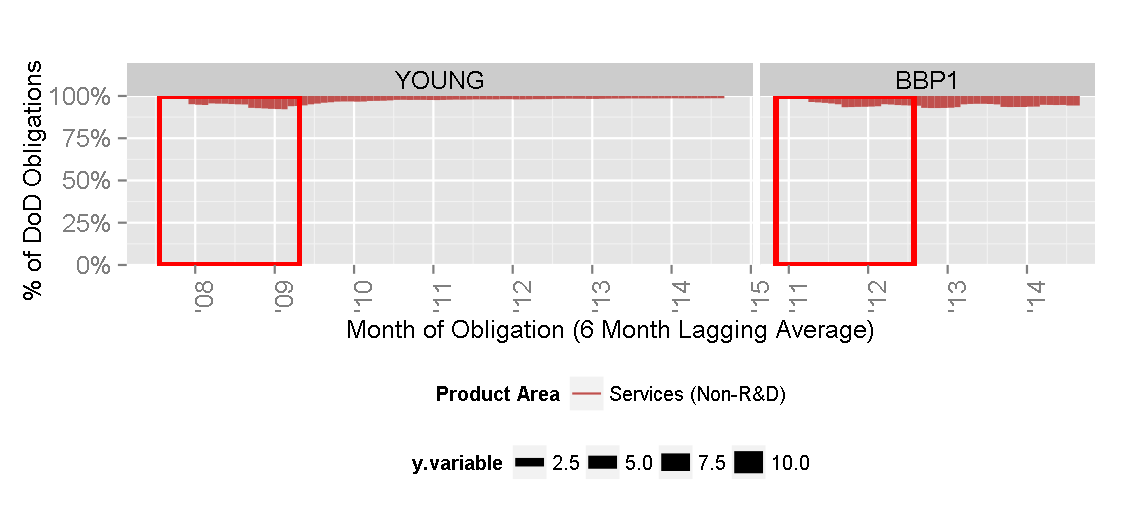 YOUNG BBP1
% of DoD Obligations
100%
75%
50%
25%
0%
'08 '09 '10 '11 '12 '13 '14 '15 '11 '12 '13 '14
Month of Obligation (6 Month Lagging Average)
Product Area Services (Non-R&D)
y.variable 2.5 5.0 7.5 10.0